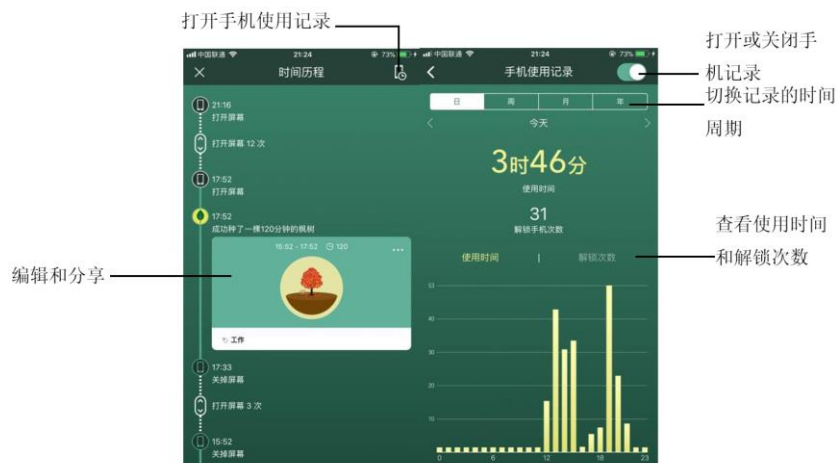 打开手机使用记录
中国联通
21:24
73%
时间历程
21:16
打开屏幕
打开屏幕 12 次
17:52
打开屏幕
17:52
成功种了一棵120分钟的枫树
15:52 - 17:52 120
工作
17:33
关掉屏幕
打开屏幕 3 次
15:52
关掉屏幕
编辑和分享
中国联通
21:24
73%
手机使用记录
日 周 月 年
今天
3时46分
使用时间
31
解锁手机次数
使用时间 | 解锁次数
50
40
30
20
10
0 6 12 18 23
打开或关闭手
机记录
切换记录的时间
周期
查看使用时间
和解锁次数